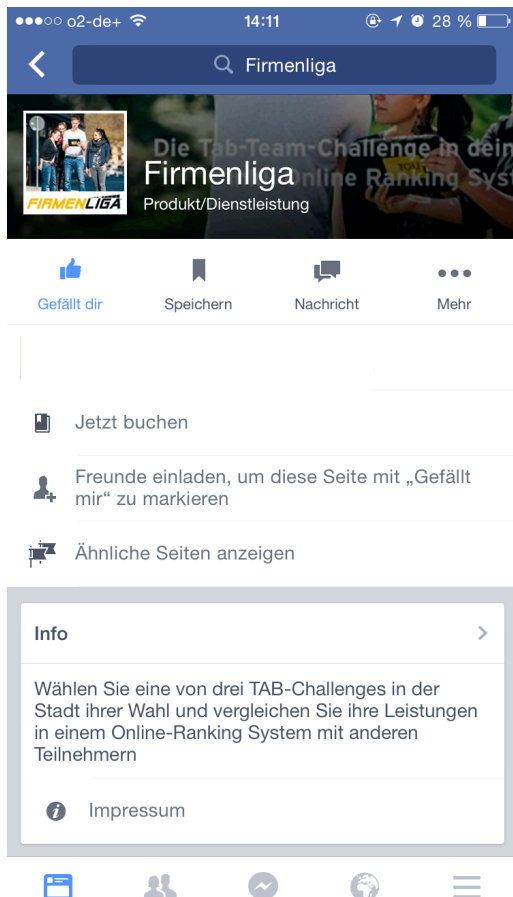 o2-de+ 14:11 28 %
Firmenliga
Die Tab-Team-Challenge in dein
Firmenliga
Online Ranking Syst
FIRMENLIGA
Produkt/Dienstleistung
Gefällt dir Speichern Nachricht Mehr
Jetzt buchen
Freunde einladen, um diese Seite mit „Gefällt
mir“ zu markieren
Ähnliche Seiten anzeigen
Info
Wählen Sie eine von drei TAB-Challenges in der
Stadt ihrer Wahl und vergleichen Sie ihre Leistungen
in einem Online-Ranking System mit anderen
Teilnehmern
Impressum